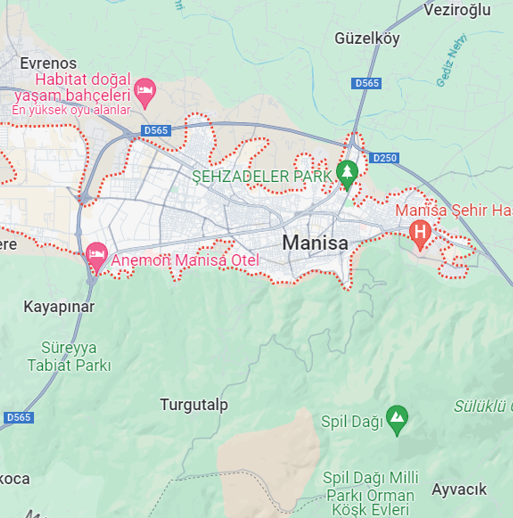 Veziroğlu
Güzelköy
Gediz Nehri
Evrenos
Habitat doğal
yaşam bahçeleri
En yüksek oyu alanlar
D565
D565
D250
ŞEHZADELER PARK
Manisa Şehir Has
Manisa
ere
Anemon Manisa Otel
Kayapınar
Süreyya
Tabiat Parkı
Turgutalp
D565
Spil Dağı
Sülüklü G
Spil Dağı Milli
Parkı Orman
Köşk Evleri
Ayvacık
koca